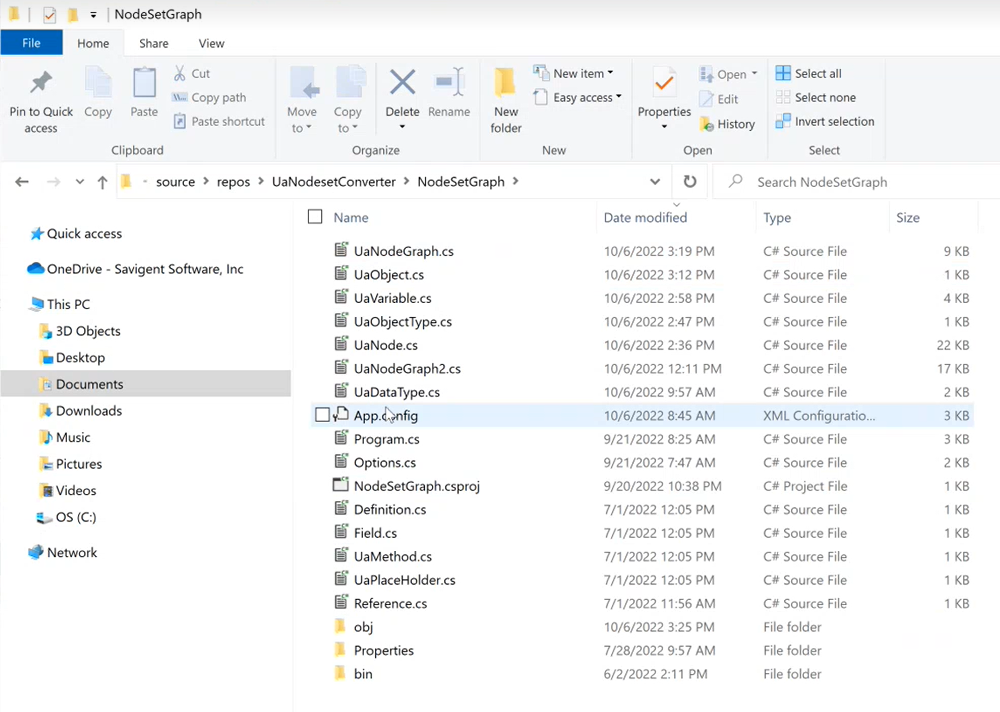 NodeSetGraph
File Home Share View
Pin to Quick access
Copy
Paste
Cut
Copy path
Paste shortcut
Clipboard
Move to
Copy to
Delete
Rename
Organize
New folder
New item
Easy access
New
Properties
Open
Edit
History
Open
Select all
Select none
Invert selection
Select
source > repos > UaNodesetConverter > NodeSetGraph >
Search NodeSetGraph
Quick access
OneDrive - Savigent Software, Inc
This PC
3D Objects
Desktop
Documents
Downloads
Music
Pictures
Videos
OS (C:)
Network
Name Date modified Type Size
UaNodeGraph.cs 10/6/2022 3:19 PM C# Source File 9 KB
UaObject.cs 10/6/2022 3:12 PM C# Source File 1 KB
UaVariable.cs 10/6/2022 2:58 PM C# Source File 4 KB
UaObjectType.cs 10/6/2022 2:47 PM C# Source File 1 KB
UaNode.cs 10/6/2022 2:36 PM C# Source File 22 KB
UaNodeGraph2.cs 10/6/2022 12:11 PM C# Source File 17 KB
UaDataType.cs 10/6/2022 9:57 AM C# Source File 2 KB
App.config 10/6/2022 8:45 AM XML Configuratio... 3 KB
Program.cs 9/21/2022 8:25 AM C# Source File 3 KB
Options.cs 9/21/2022 7:47 AM C# Source File 2 KB
NodeSetGraph.csproj 9/20/2022 10:38 PM C# Project File 1 KB
Definition.cs 7/1/2022 12:05 PM C# Source File 1 KB
Field.cs 7/1/2022 12:05 PM C# Source File 1 KB
UaMethod.cs 7/1/2022 12:05 PM C# Source File 1 KB
UaPlaceHolder.cs 7/1/2022 12:05 PM C# Source File 1 KB
Reference.cs 7/1/2022 11:56 AM C# Source File 1 KB
obj 10/6/2022 3:25 PM File folder
Properties 7/28/2022 9:57 AM File folder
bin 6/2/2022 2:11 PM File folder